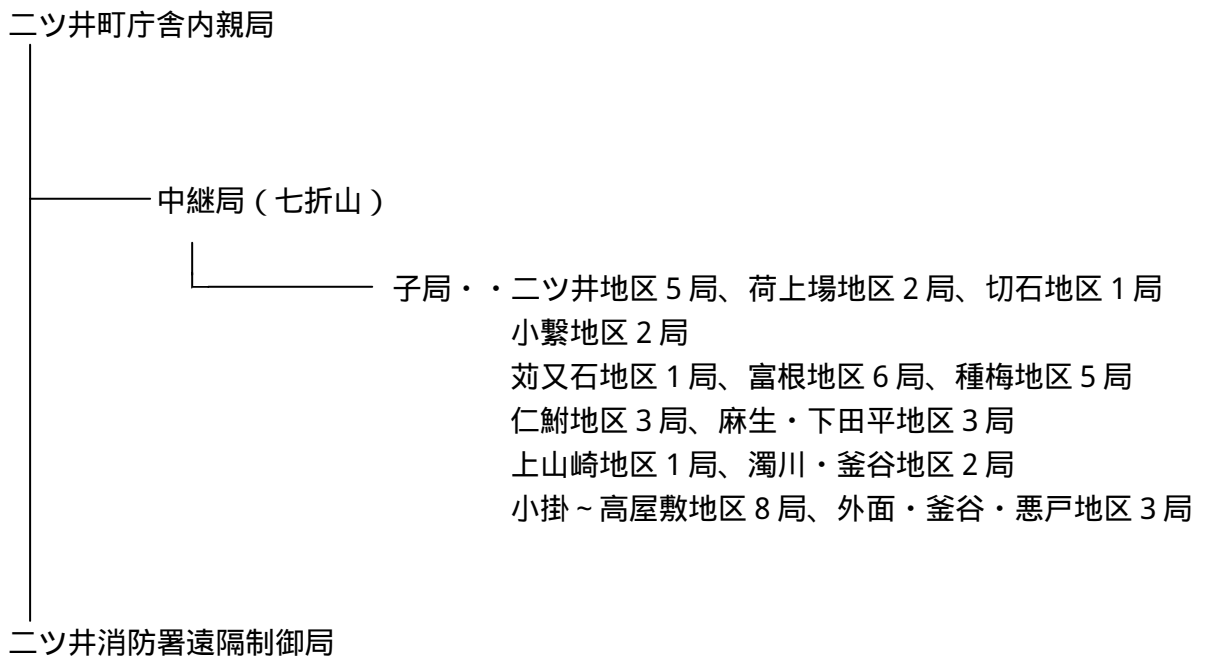 二ツ井町庁舎内親局
中継局(七折山)
子局・・二ツ井地区5局、荷上場地区2局、切石地区1局
小繋地区2局
苅又石地区1局、富根地区6局、種梅地区5局
仁鮒地区3局、麻生・下田平地区3局
上山崎地区1局、濁川・釜谷地区2局
小掛~高屋敷地区8局、外面・釜谷・悪戸地区3局
二ツ井消防署遠隔制御局